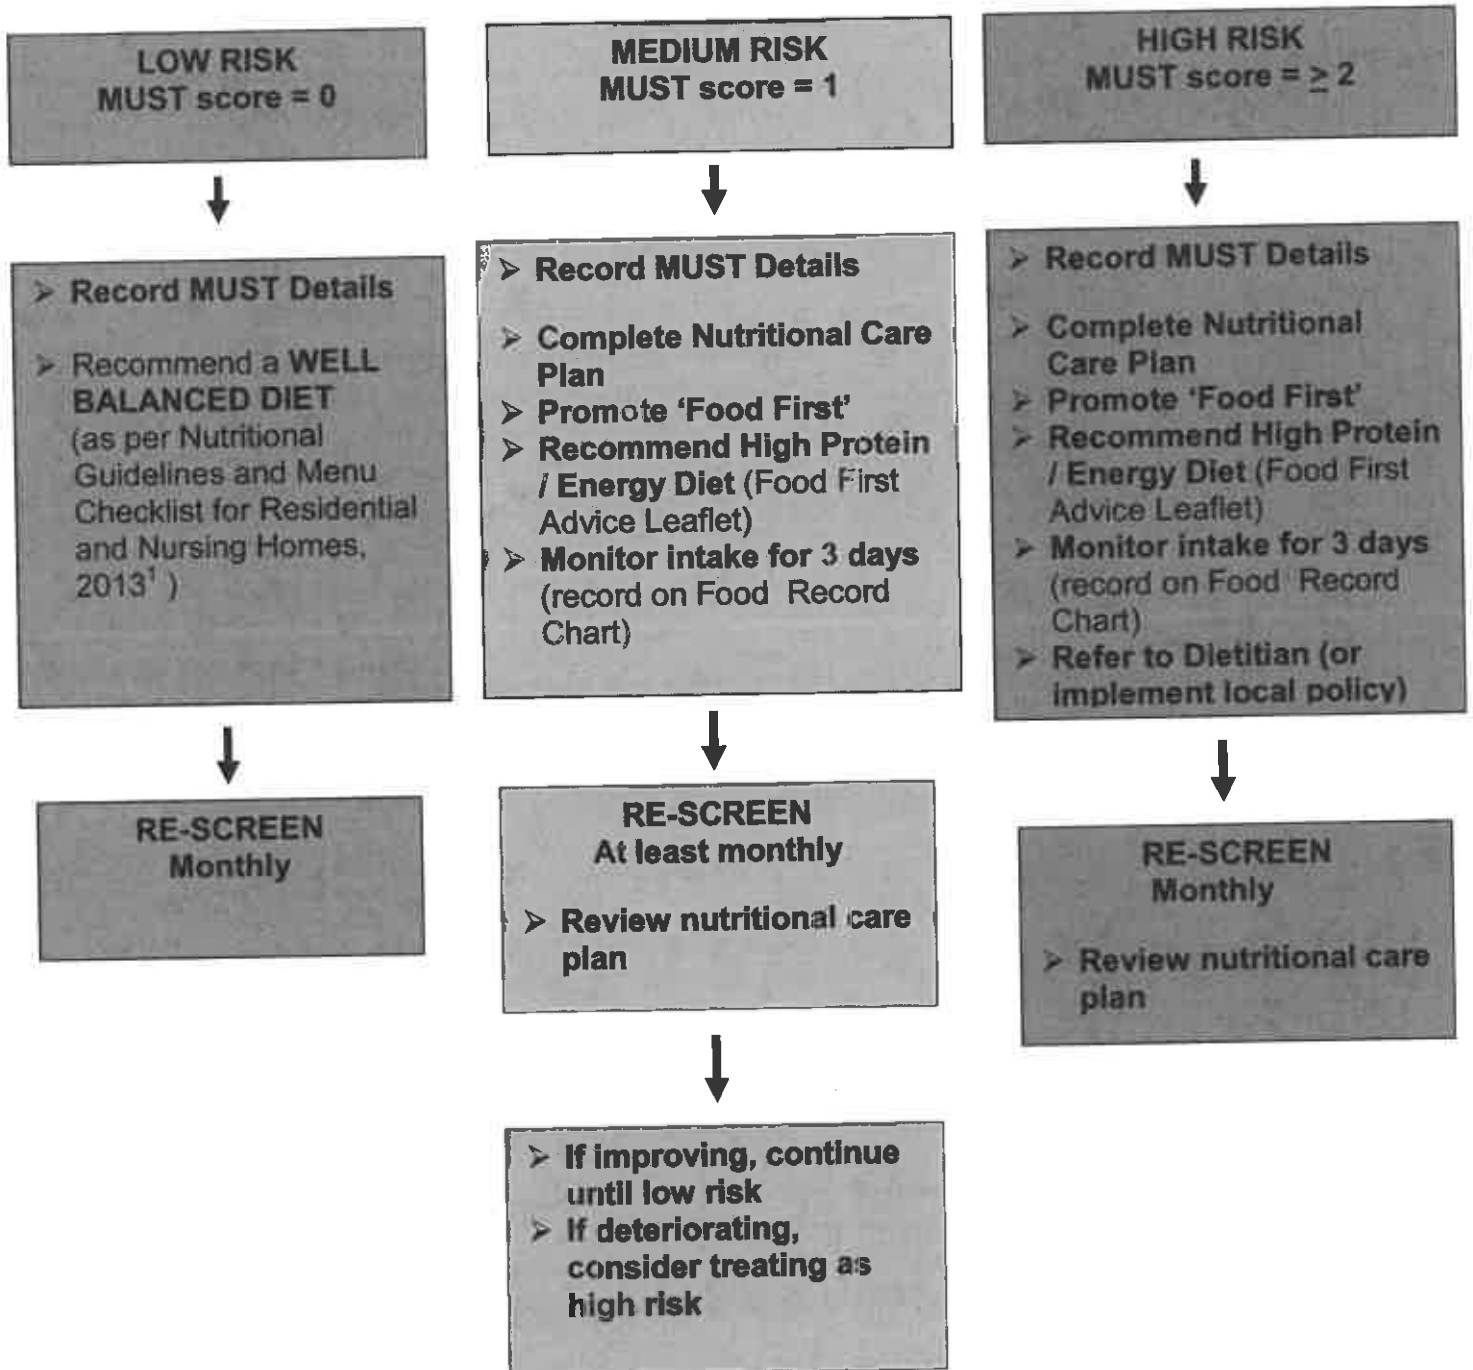 LOW RISK
MUST score = 0
➢ Record MUST Details
➢ Recommend a WELL
BALANCED DIET
(as per Nutritional
Guidelines and Menu
Checklist for Residential
and Nursing Homes,
2013¹ )
RE-SCREEN
Monthly
MEDIUM RISK
MUST score = 1
➢ Record MUST Details
➢ Complete Nutritional Care
Plan
➢ Promote ‘Food First’
➢ Recommend High Protein
/ Energy Diet (Food First
Advice Leaflet)
➢ Monitor intake for 3 days
(record on Food Record
Chart)
RE-SCREEN
At least monthly
➢ Review nutritional care
plan
➢ If improving, continue
until low risk
➢ If deteriorating,
consider treating as
high risk
HIGH RISK
MUST score = ≥ 2
➢ Record MUST Details
➢ Complete Nutritional
Care Plan
➢ Promote ‘Food First’
➢ Recommend High Protein
/ Energy Diet (Food First
Advice Leaflet)
➢ Monitor intake for 3 days
(record on Food Record
Chart)
➢ Refer to Dietitian (or
implement local policy)
RE-SCREEN
Monthly
➢ Review nutritional care
plan